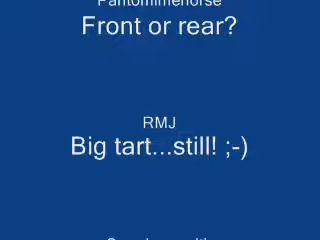 Pantomimehorse
Front or rear?
RMJ
Big tart...still! ;-)